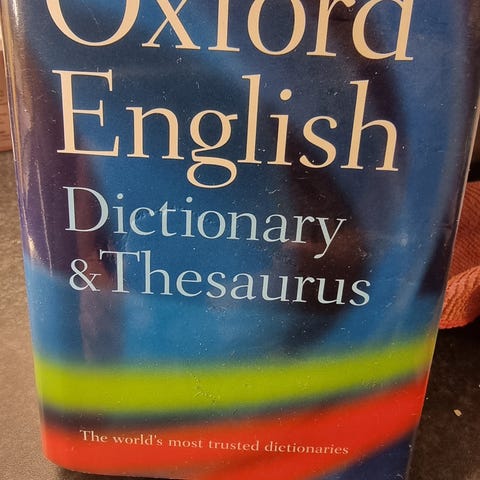 Oxford
English
Dictionary
& Thesaurus
The world's most trusted dictionaries